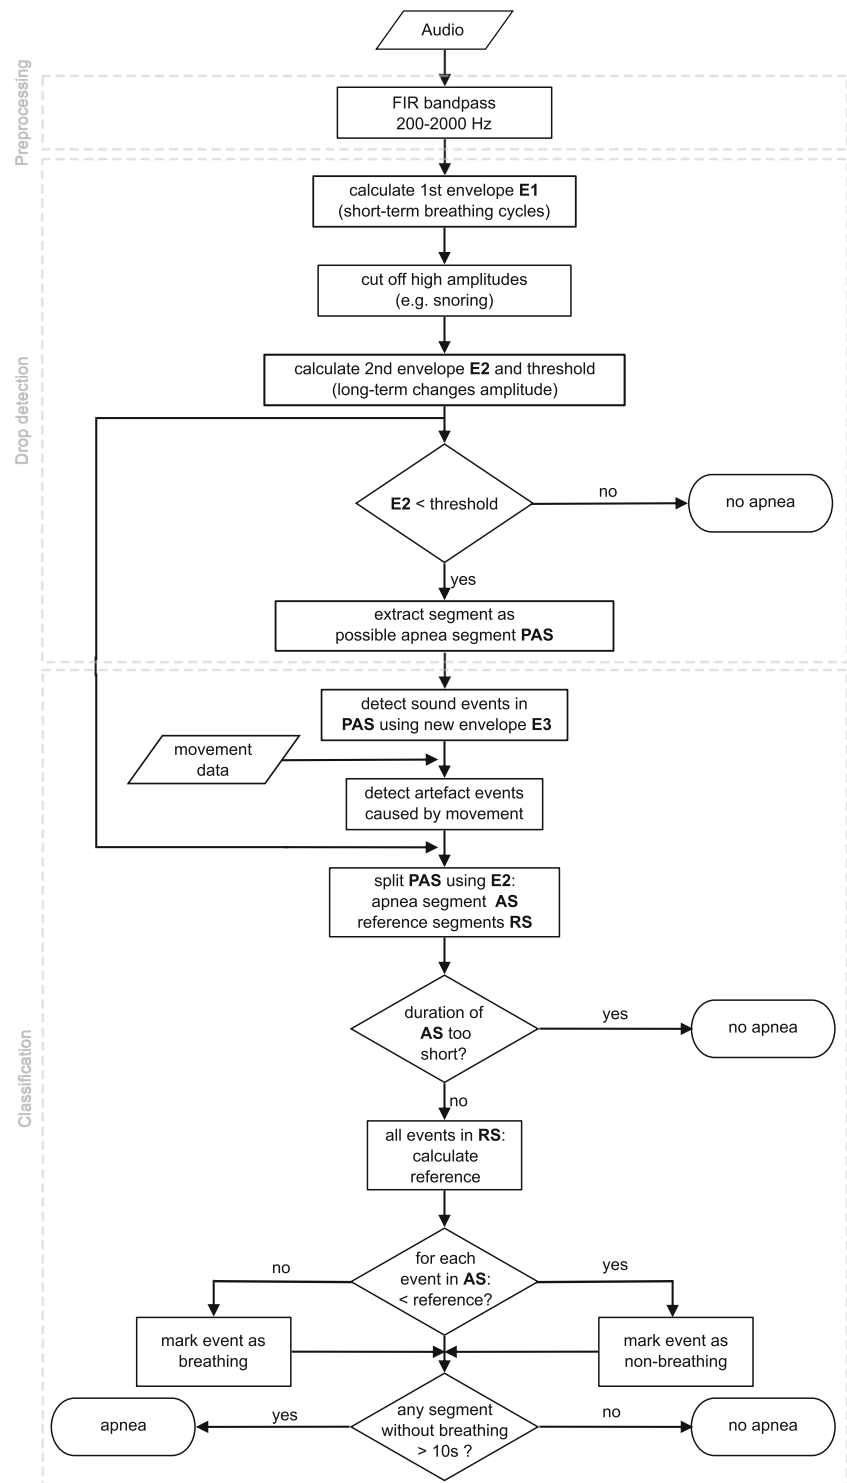 Audio
Preprocessing
FIR bandpass
200-2000 Hz
Drop detection
calculate 1st envelope E1
(short-term breathing cycles)
cut off high amplitudes
(e.g. snoring)
calculate 2nd envelope E2 and threshold
(long-term changes amplitude)
E2 < threshold
no
no apnea
yes
extract segment as
possible apnea segment PAS
Classification
detect sound events in
PAS using new envelope E3
movement
data
detect artefact events
caused by movement
split PAS using E2:
apnea segment AS
reference segments RS
duration of
AS too
short?
yes
no apnea
no
all events in RS:
calculate
reference
for each
event in AS:
< reference?
no
yes
mark event as
breathing
mark event as
non-breathing
any segment
without breathing
> 10s ?
yes
apnea
no
no apnea